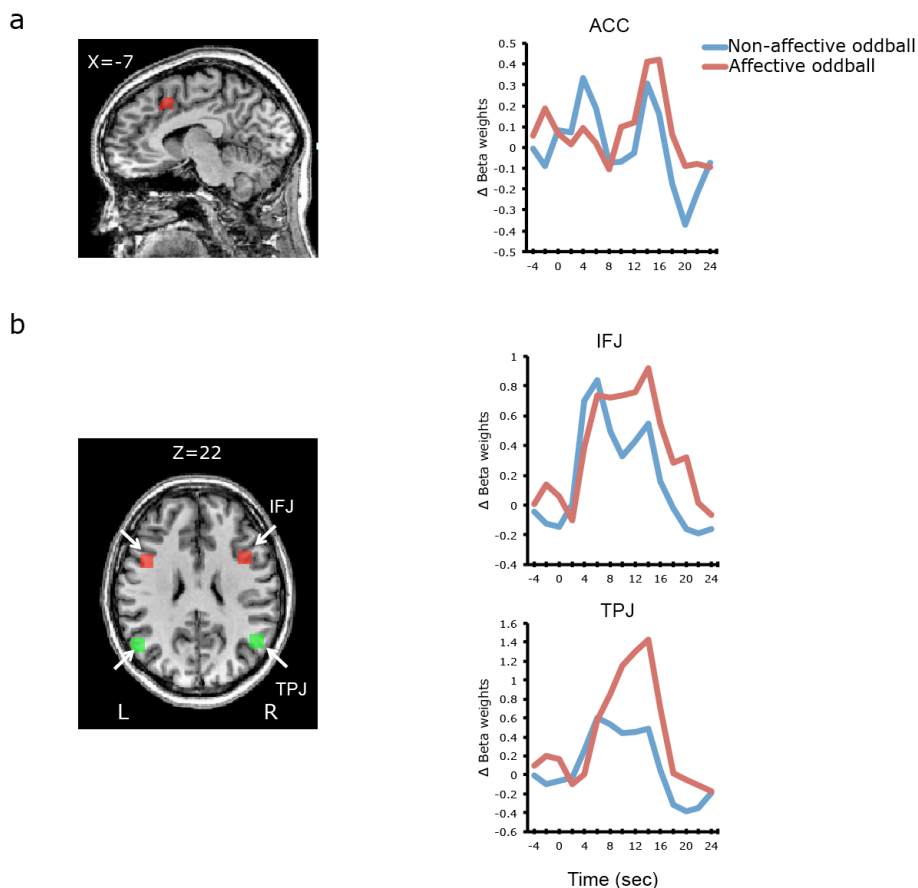 a
X=-7
ACC
Non-affective oddball
Affective oddball
Δ Beta weights
0.5
0.4
0.3
0.2
0.1
0
-0.1
-0.2
-0.3
-0.4
-0.5
-4 0 4 8 12 16 20 24
b
Z=22
IFJ
TPJ
L R
IFJ
Δ Beta weights
1
0.8
0.6
0.4
0.2
0
-0.2
-0.4
-4 0 4 8 12 16 20 24
TPJ
Δ Beta weights
1.6
1.4
1.2
1
0.8
0.6
0.4
0.2
0
-0.2
-0.4
-0.6
-4 0 4 8 12 16 20 24
Time (sec)